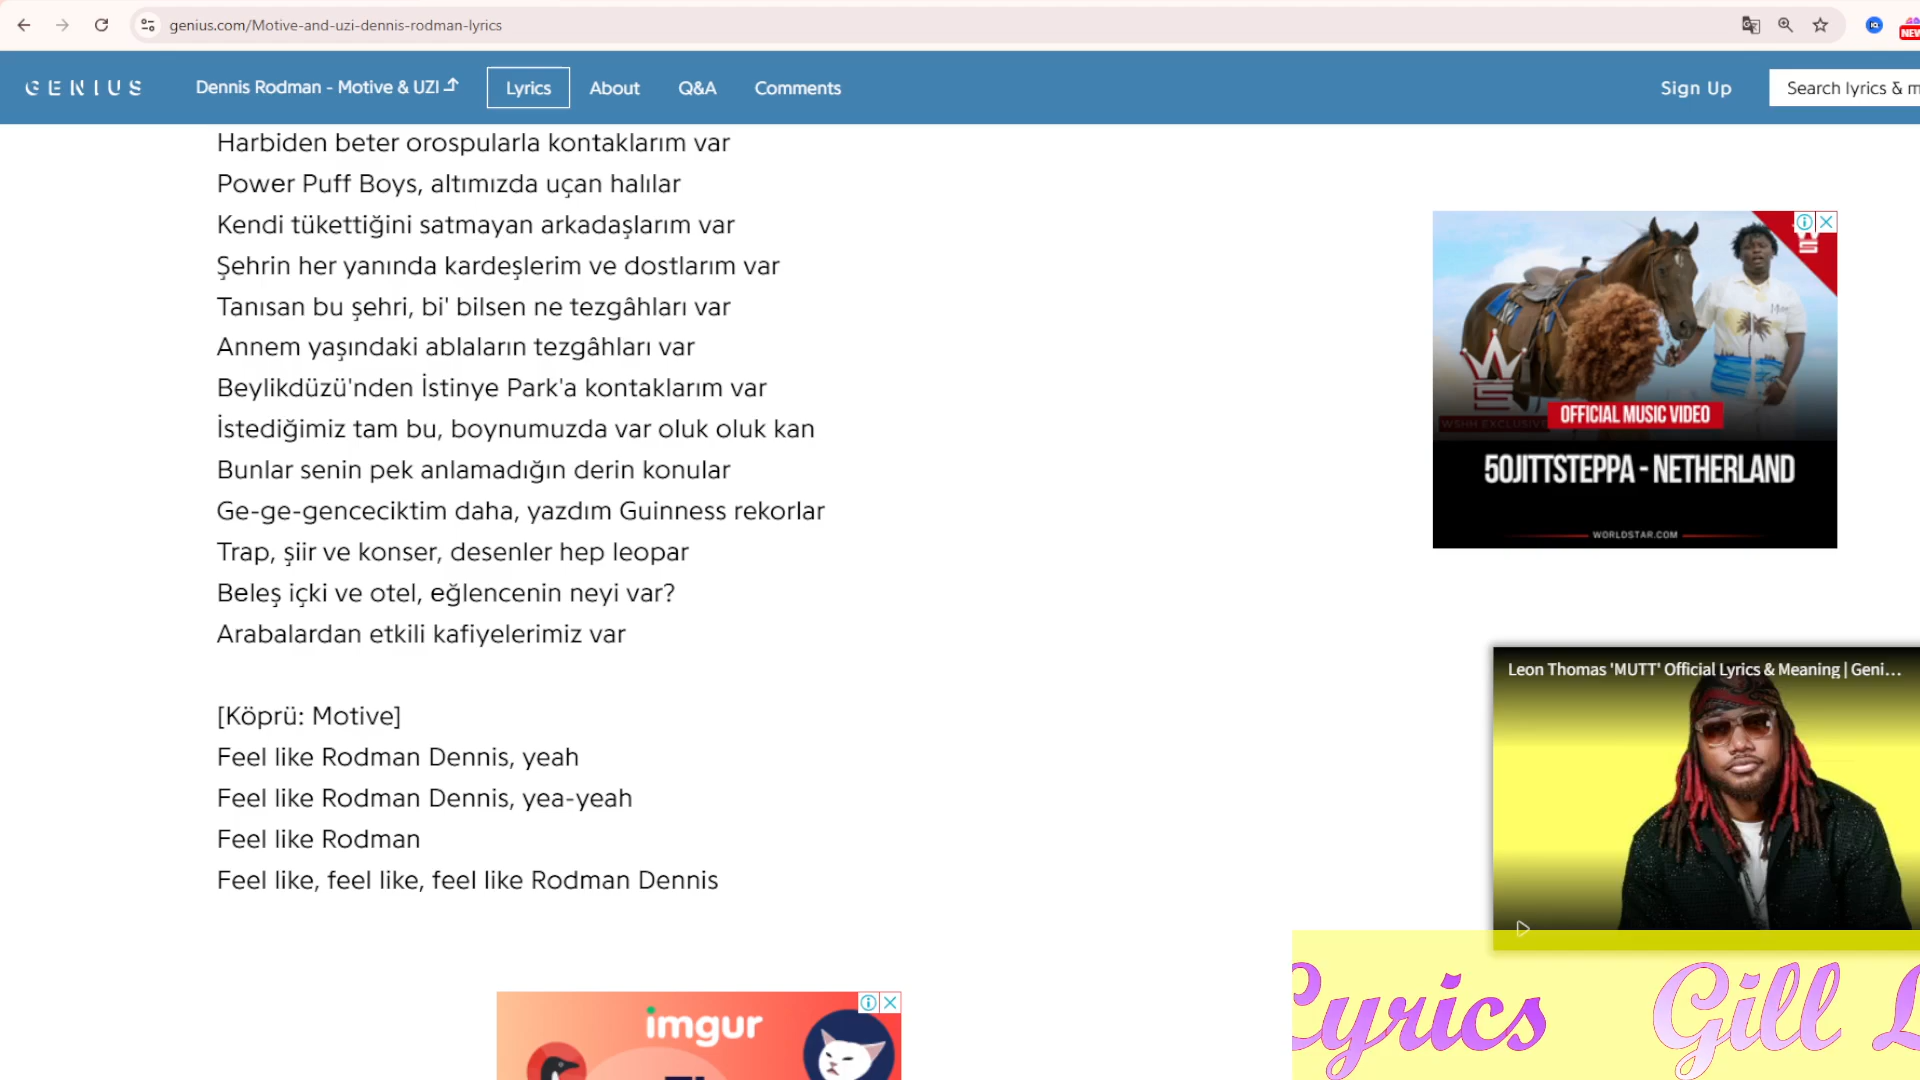 genius.com/Motive-and-uzi-dennis-rodman-lyrics
NEW
GENIUS
Dennis Rodman - Motive & UZI
Lyrics
About
Q&A
Comments
Sign Up
Search lyrics & m
Harbiden beter orospularla kontaklarım var
Power Puff Boys, altımızda uçan halılar
Kendi tükettiğini satmayan arkadaşlarım var
Şehrin her yanında kardeşlerim ve dostlarım var
Tanısan bu şehri, bi' bilsen ne tezgâhları var
Annem yaşındaki ablaların tezgâhları var
Beylikdüzü'nden İstinye Park'a kontaklarım var
İstediğimiz tam bu, boynumuzda var oluk oluk kan
Bunlar senin pek anlamadığın derin konular
Ge-ge-genceciktim daha, yazdım Guinness rekorlar
Trap, şiir ve konser, desenler hep leopar
Beleş içki ve otel, eğlencenin neyi var?
Arabalardan etkili kafiyelerimiz var
[Köprü: Motive]
Feel like Rodman Dennis, yeah
Feel like Rodman Dennis, yea-yeah
Feel like Rodman
Feel like, feel like, feel like Rodman Dennis
WSHH EXCLUSIVE
OFFICIAL MUSIC VIDEO
50JITTSTEPPA - NETHERLAND
WORLDSTAR.COM
Leon Thomas 'MUTT' Official Lyrics & Meaning | Geni...
Lyrics Gill L
imgur